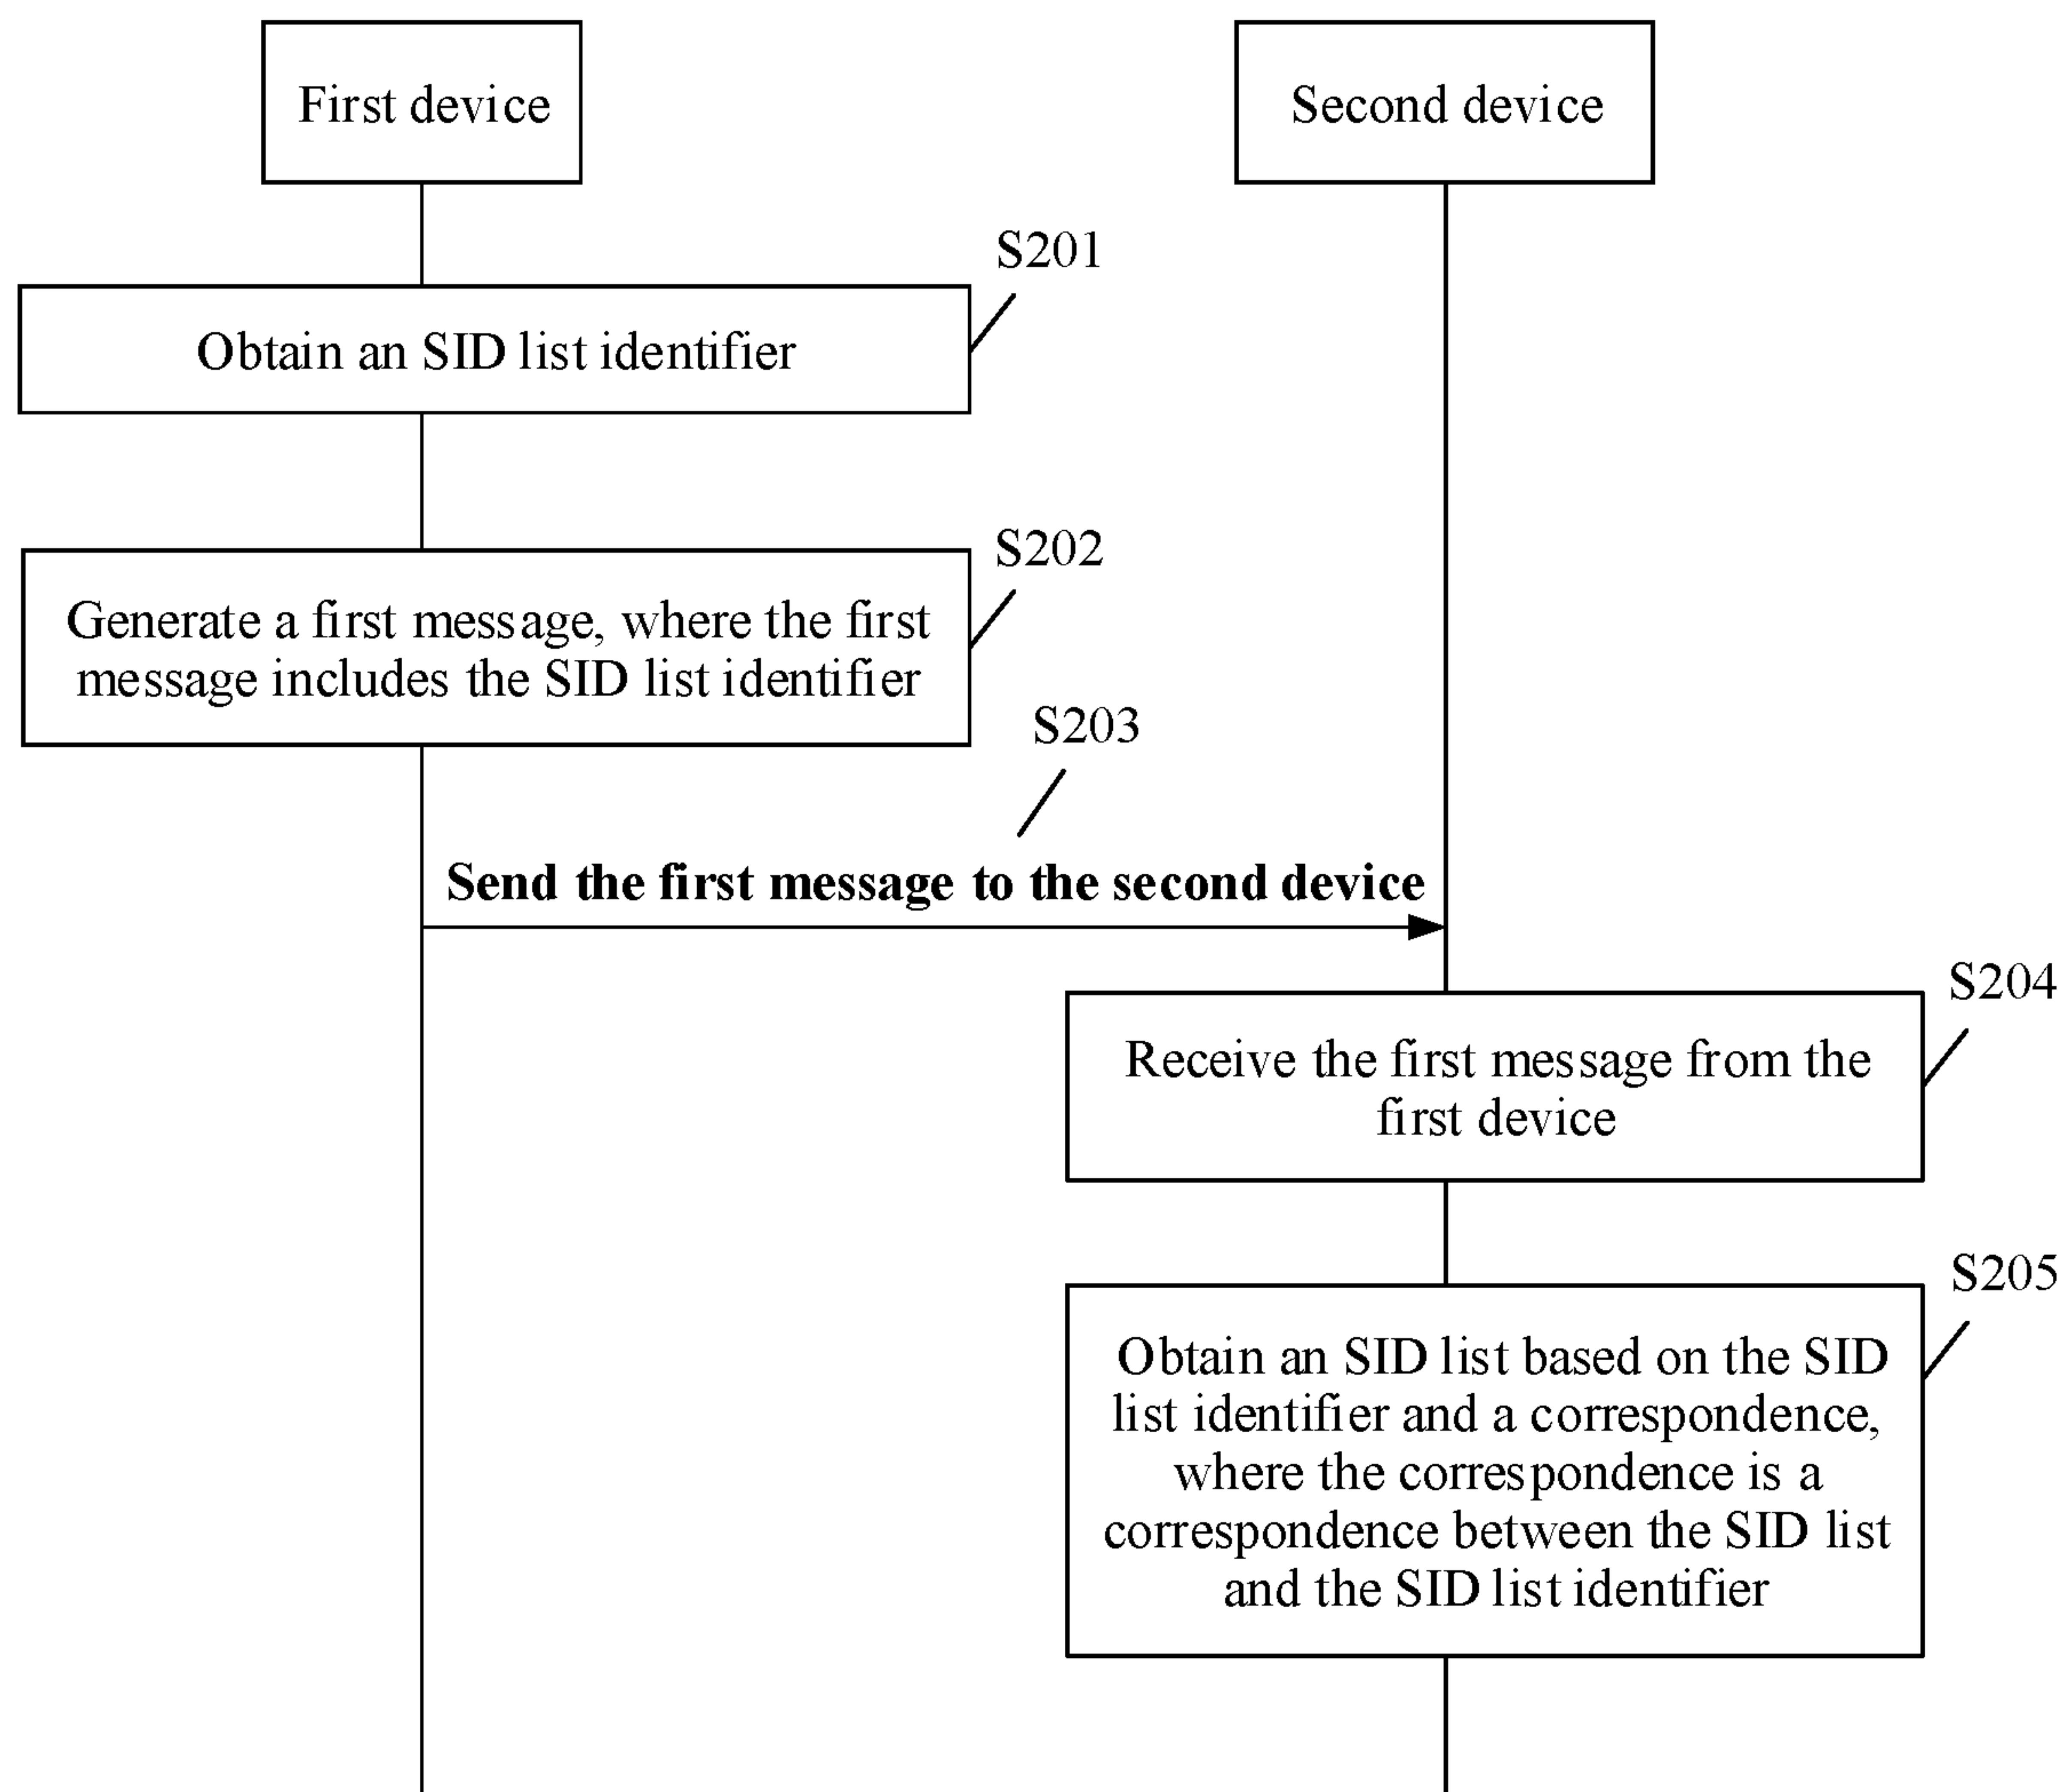 First device
Second device
S201
Obtain an SID list identifier
S202
Generate a first message, where the first
message includes the SID list identifier
S203
Send the first message to the second device
S204
Receive the first message from the
first device
S205
Obtain an SID list based on the SID
list identifier and a correspondence,
where the correspondence is a
correspondence between the SID list
and the SID list identifier